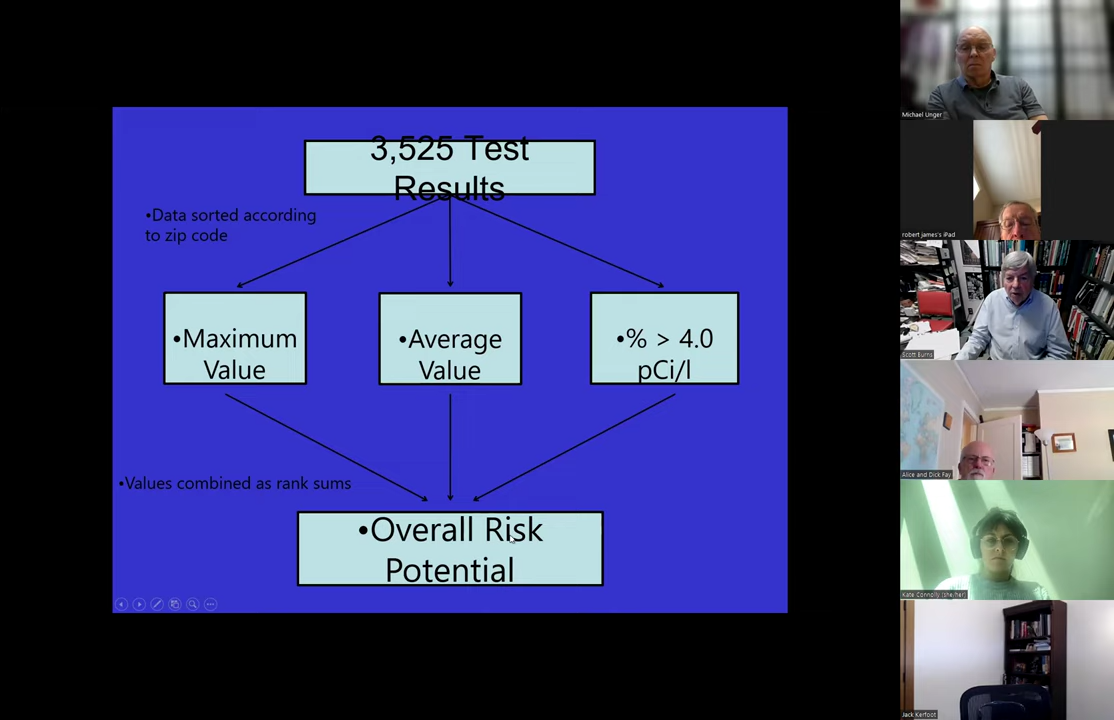 3,525 Test
Results
•Data sorted according
to zip code
•Maximum
Value
•Average
Value
•% > 4.0
pCi/l
•Values combined as rank sums
•Overall Risk
Potential
Michael Unger
robert james's iPad
Scott Burns
Alice and Dick Fay
Kate Connolly (she/her)
Jack Kerfoot